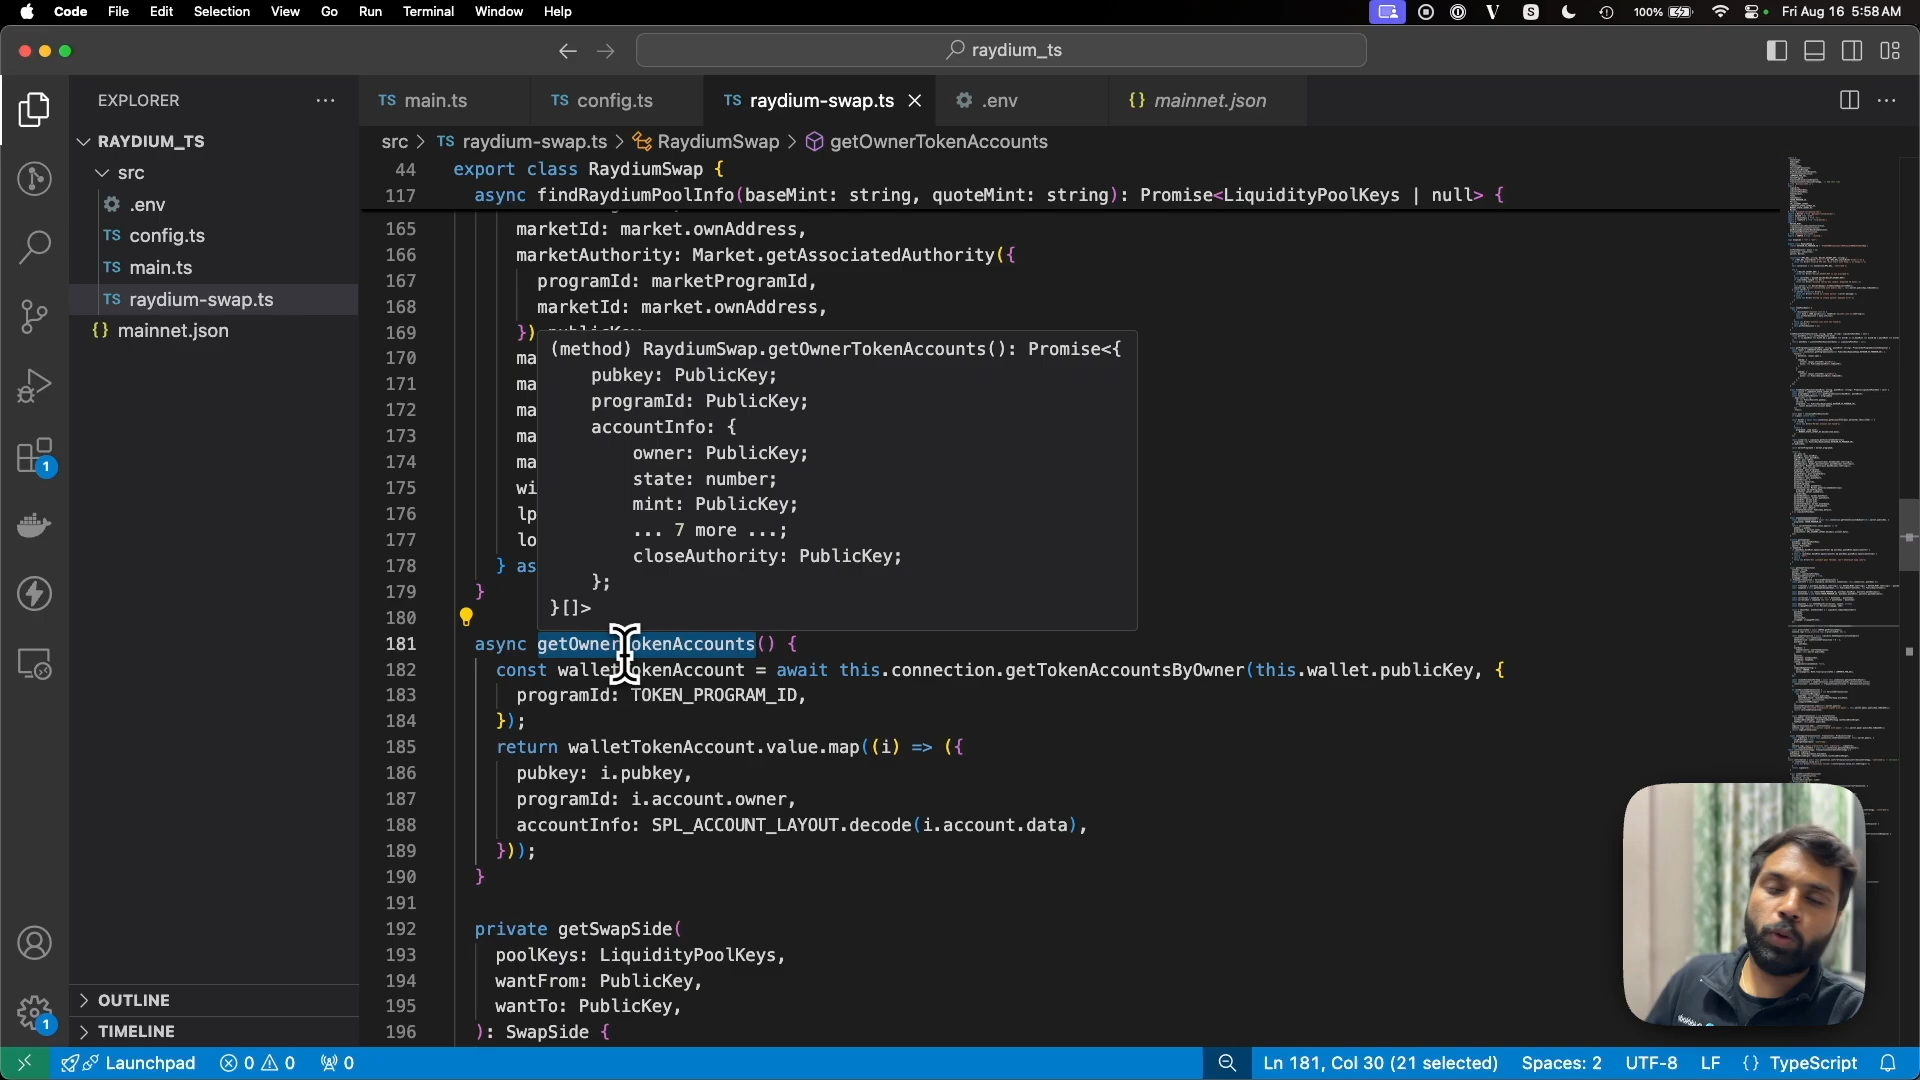 Code File Edit Selection View Go Run Terminal Window Help 100% Fri Aug 16 5:58 AM
raydium_ts
EXPLORER
RAYDIUM_TS
src
.env
config.ts
main.ts
raydium-swap.ts
mainnet.json
OUTLINE
TIMELINE
TS main.ts TS config.ts TS raydium-swap.ts .env {} mainnet.json
src > TS raydium-swap.ts > RaydiumSwap > getOwnerTokenAccounts
44 export class RaydiumSwap {
117 async findRaydiumPoolInfo(baseMint: string, quoteMint: string): Promise<LiquidityPoolKeys | null> {
165 marketId: market.ownAddress,
166 marketAuthority: Market.getAssociatedAuthority({
167 programId: marketProgramId,
168 marketId: market.ownAddress,
169 })
170 ma
171 ma
172 ma
173 ma
174 ma
175 wi
176 lp
177 lo
178 } as
179 }
180
(method) RaydiumSwap.getOwnerTokenAccounts(): Promise<{
pubkey: PublicKey;
programId: PublicKey;
accountInfo: {
owner: PublicKey;
state: number;
mint: PublicKey;
... 7 more ...;
closeAuthority: PublicKey;
};
}[]>
181 async getOwnerTokenAccounts() {
182 const walletTokenAccount = await this.connection.getTokenAccountsByOwner(this.wallet.publicKey, {
183 programId: TOKEN_PROGRAM_ID,
184 });
185 return walletTokenAccount.value.map((i) => ({
186 pubkey: i.pubkey,
187 programId: i.account.owner,
188 accountInfo: SPL_ACCOUNT_LAYOUT.decode(i.account.data),
189 }));
190 }
191
192 private getSwapSide(
193 poolKeys: LiquidityPoolKeys,
194 wantFrom: PublicKey,
195 wantTo: PublicKey,
196 ): SwapSide {
Launchpad 0 0 0 Ln 181, Col 30 (21 selected) Spaces: 2 UTF-8 LF {} TypeScript